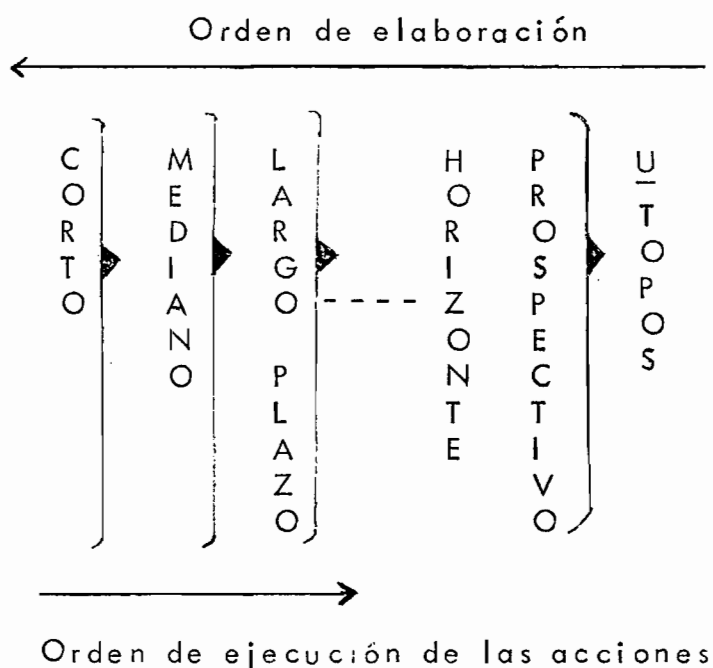 Orden de elaboración
CORTO
MEDIANO
LARGO PLAZO
HORIZONTE
PROSPECTIVO
U-TOPOS
Orden de ejecución de las acciones